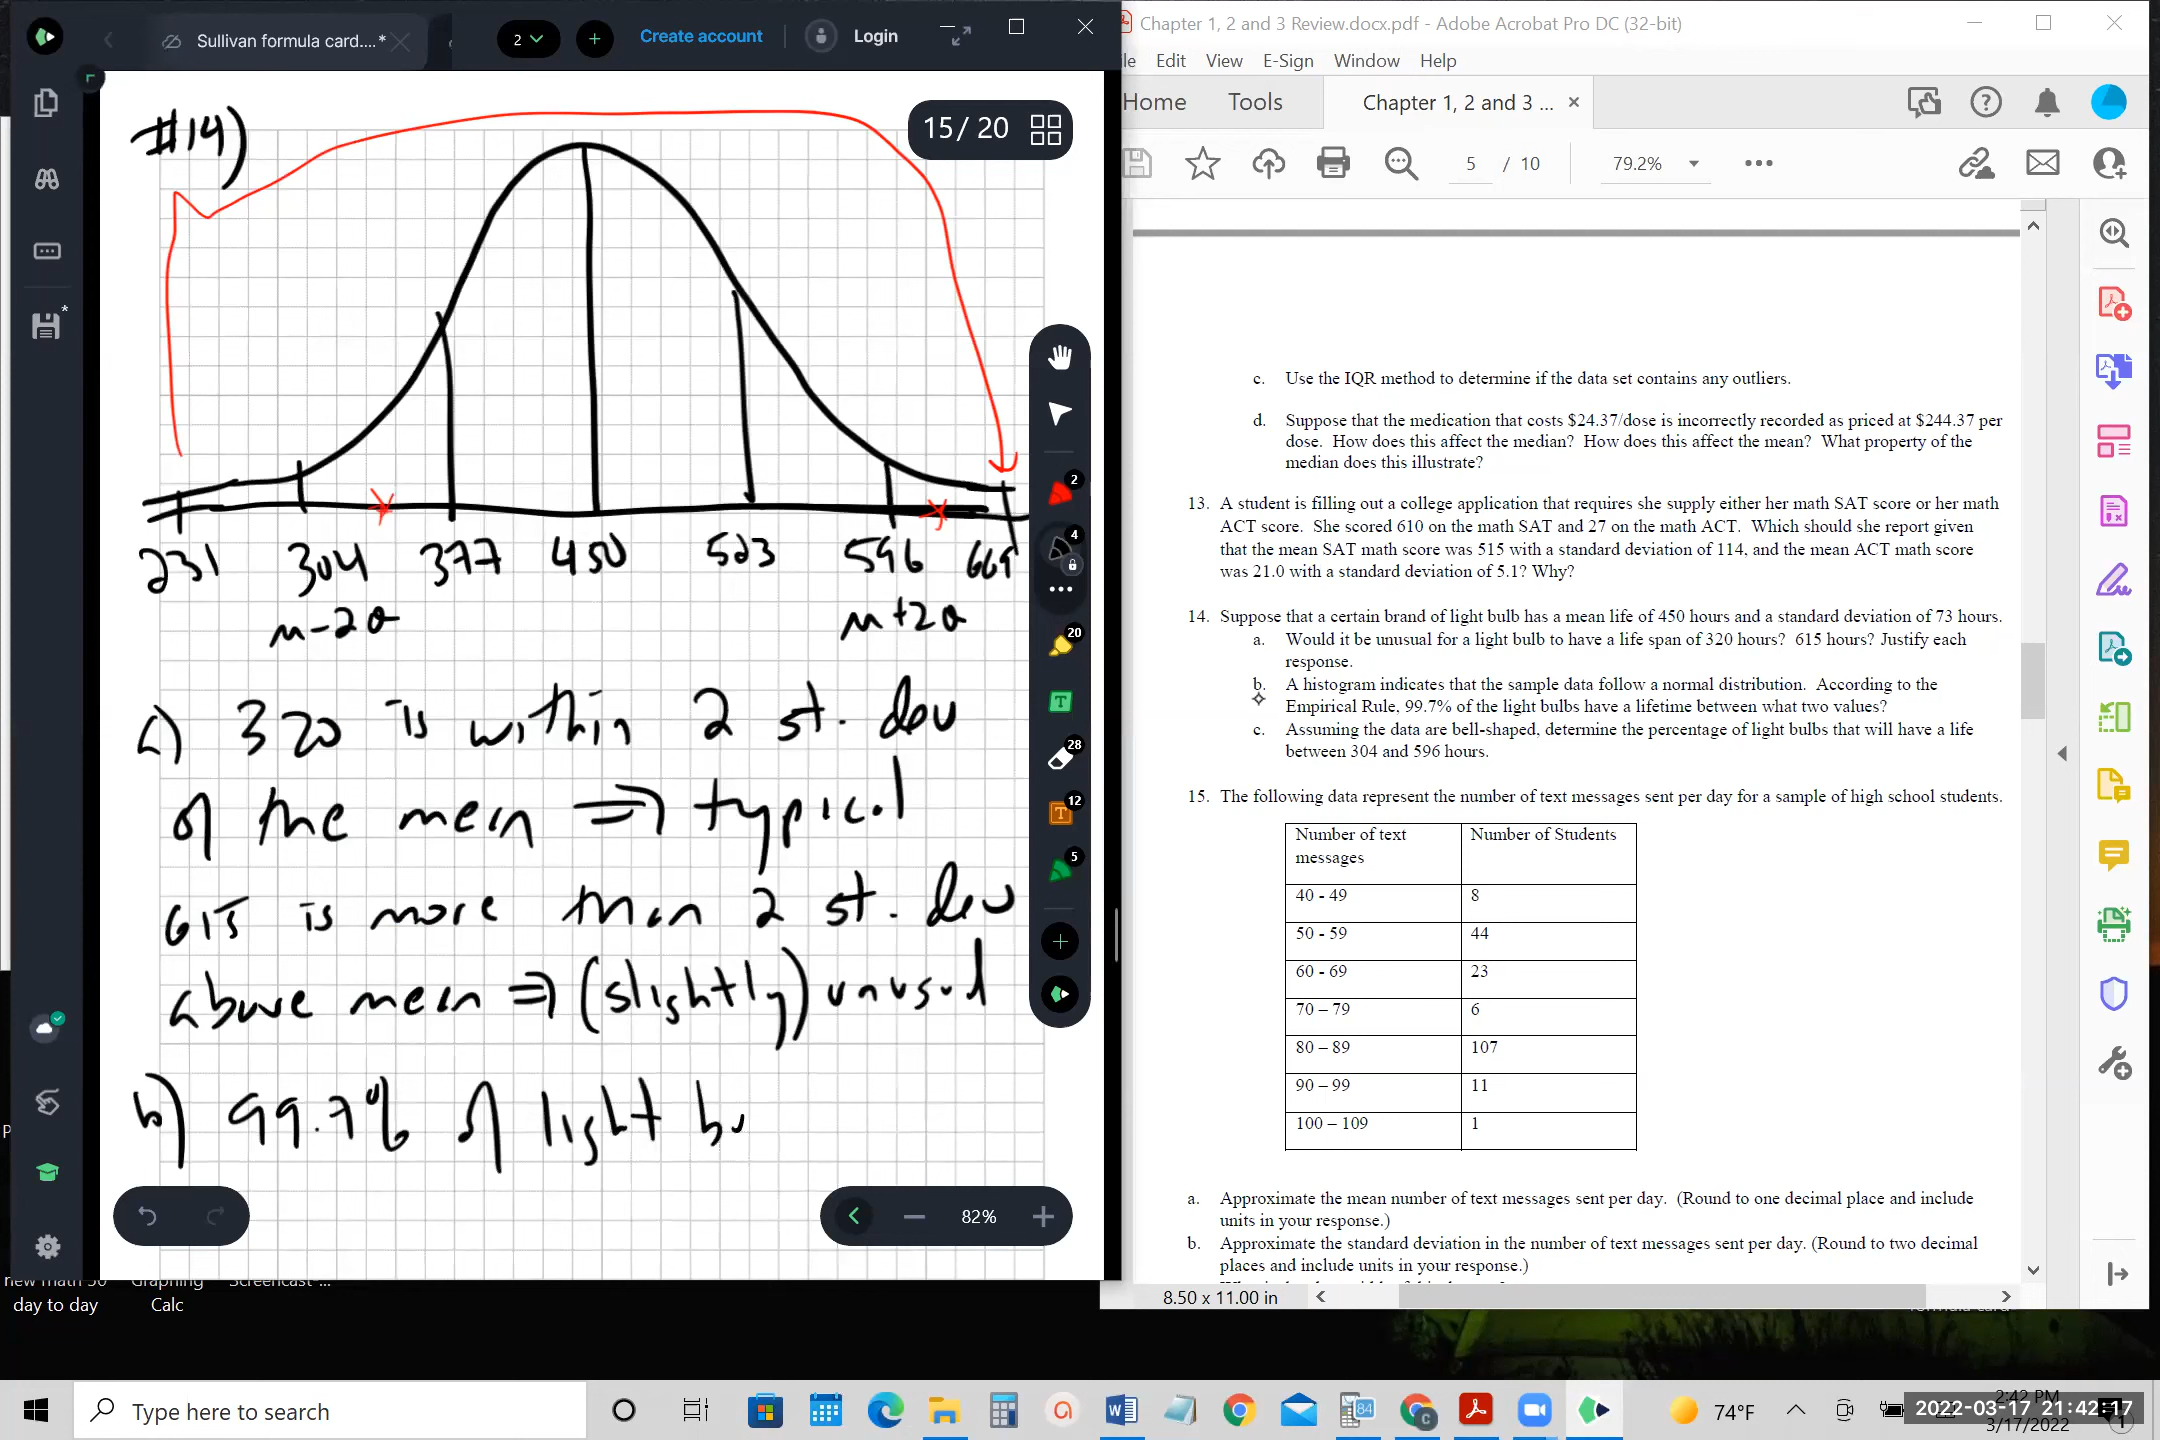 Sullivan formula card....*
2
Create account
Login
15/ 20
#14)
231 304 377 450 523 596 669
μ-2σ μ+2σ
a) 320 is within 2 st. dev
of the mean ⇒ typical
615 is more than 2 st. dev
above mean ⇒ (slightly) unusual
b) 99.7% of light bu
2
4
20
28
12
5
82%
Chapter 1, 2 and 3 Review.docx.pdf - Adobe Acrobat Pro DC (32-bit)
Edit View E-Sign Window Help
Home Tools Chapter 1, 2 and 3 ... ×
5 / 10 79.2%
c. Use the IQR method to determine if the data set contains any outliers.
d. Suppose that the medication that costs $24.37/dose is incorrectly recorded as priced at $244.37 per
dose. How does this affect the median? How does this affect the mean? What property of the
median does this illustrate?
13. A student is filling out a college application that requires she supply either her math SAT score or her math
ACT score. She scored 610 on the math SAT and 27 on the math ACT. Which should she report given
that the mean SAT math score was 515 with a standard deviation of 114, and the mean ACT math score
was 21.0 with a standard deviation of 5.1? Why?
14. Suppose that a certain brand of light bulb has a mean life of 450 hours and a standard deviation of 73 hours.
a. Would it be unusual for a light bulb to have a life span of 320 hours? 615 hours? Justify each
response.
b. A histogram indicates that the sample data follow a normal distribution. According to the
Empirical Rule, 99.7% of the light bulbs have a lifetime between what two values?
c. Assuming the data are bell-shaped, determine the percentage of light bulbs that will have a life
between 304 and 596 hours.
15. The following data represent the number of text messages sent per day for a sample of high school students.
Number of text messages Number of Students
40 - 49 8
50 - 59 44
60 - 69 23
70 – 79 6
80 – 89 107
90 – 99 11
100 – 109 1
a. Approximate the mean number of text messages sent per day. (Round to one decimal place and include
units in your response.)
b. Approximate the standard deviation in the number of text messages sent per day. (Round to two decimal
places and include units in your response.)
8.50 x 11.00 in
day to day
Calc
Type here to search
84
74°F
2:42 PM
3/17/2022
2022-03-17 21:42:17
1